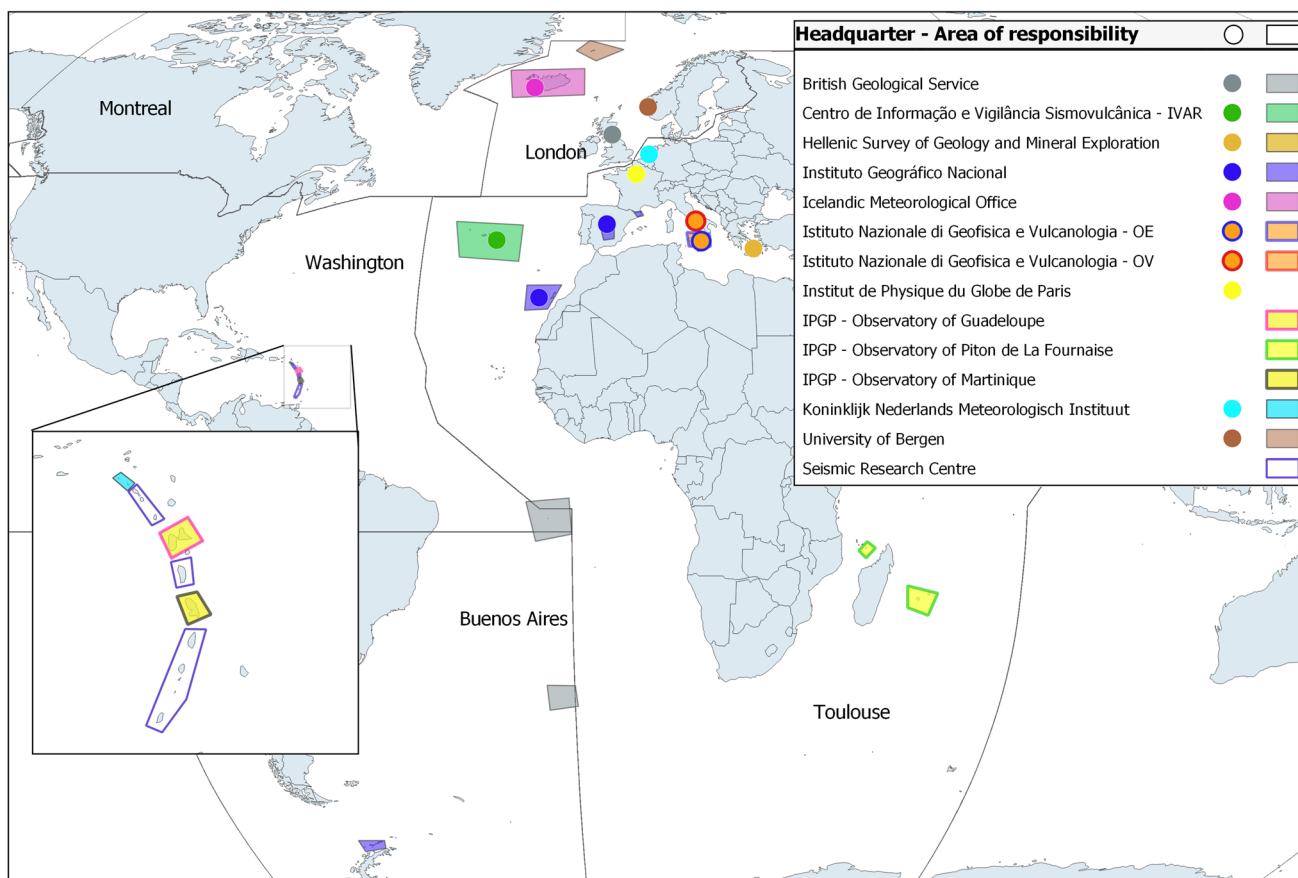 Headquarter - Area of responsibility
British Geological Service
Centro de Informação e Vigilância Sismovulcânica - IVAR
Hellenic Survey of Geology and Mineral Exploration
Instituto Geográfico Nacional
Icelandic Meteorological Office
Istituto Nazionale di Geofisica e Vulcanologia - OE
Istituto Nazionale di Geofisica e Vulcanologia - OV
Institut de Physique du Globe de Paris
IPGP - Observatory of Guadeloupe
IPGP - Observatory of Piton de La Fournaise
IPGP - Observatory of Martinique
Koninklijk Nederlands Meteorologisch Instituut
University of Bergen
Seismic Research Centre
Montreal
London
Washington
Buenos Aires
Toulouse